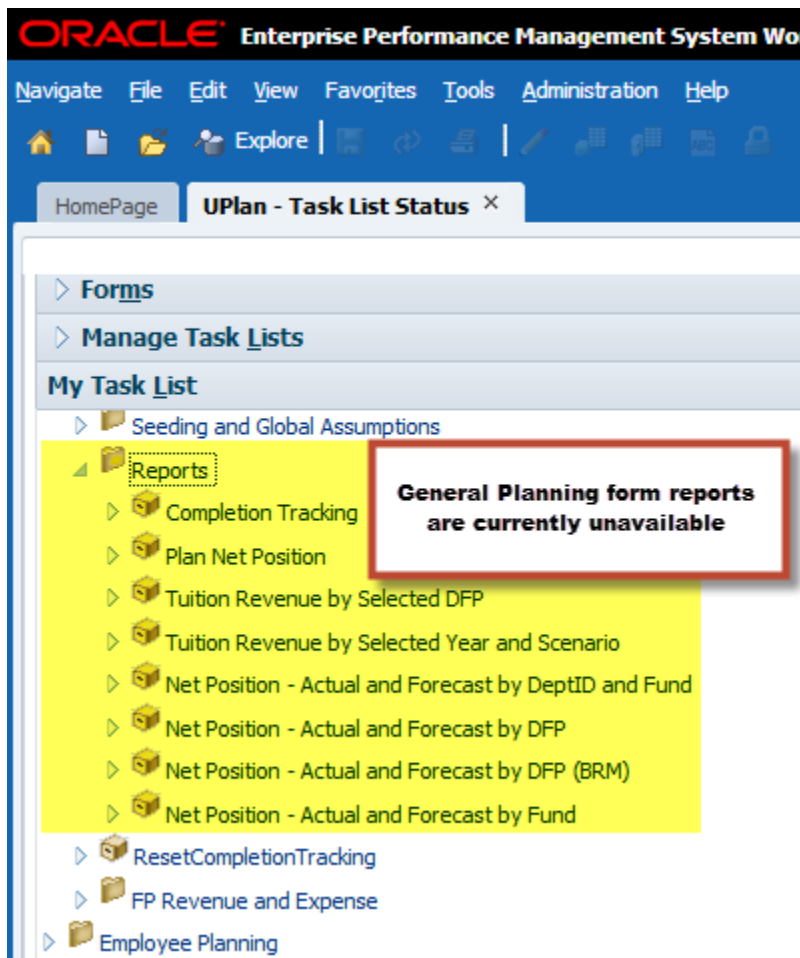 ORACLE Enterprise Performance Management System Wo
Navigate File Edit View Favorites Tools Administration Help
Explore
HomePage UPlan - Task List Status ×
Forms
Manage Task Lists
My Task List
Seeding and Global Assumptions
Reports
General Planning form reports
are currently unavailable
Completion Tracking
Plan Net Position
Tuition Revenue by Selected DFP
Tuition Revenue by Selected Year and Scenario
Net Position - Actual and Forecast by DeptID and Fund
Net Position - Actual and Forecast by DFP
Net Position - Actual and Forecast by DFP (BRM)
Net Position - Actual and Forecast by Fund
ResetCompletionTracking
FP Revenue and Expense
Employee Planning